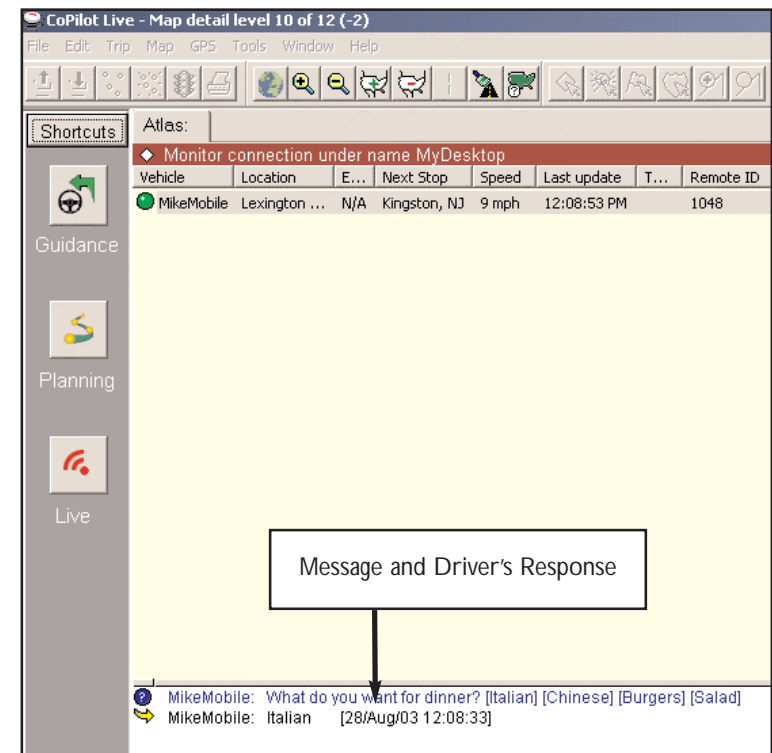 CoPilot Live - Map detail level 10 of 12 (-2)
File Edit Trip Map GPS Tools Window Help
Shortcuts
Atlas:
Monitor connection under name MyDesktop
Vehicle Location E... Next Stop Speed Last update T... Remote ID
MikeMobile Lexington ... N/A Kingston, NJ 9 mph 12:08:53 PM 1048
Guidance
Planning
Live
Message and Driver's Response
MikeMobile: What do you want for dinner? [Italian] [Chinese] [Burgers] [Salad]
MikeMobile: Italian [28/Aug/03 12:08:33]